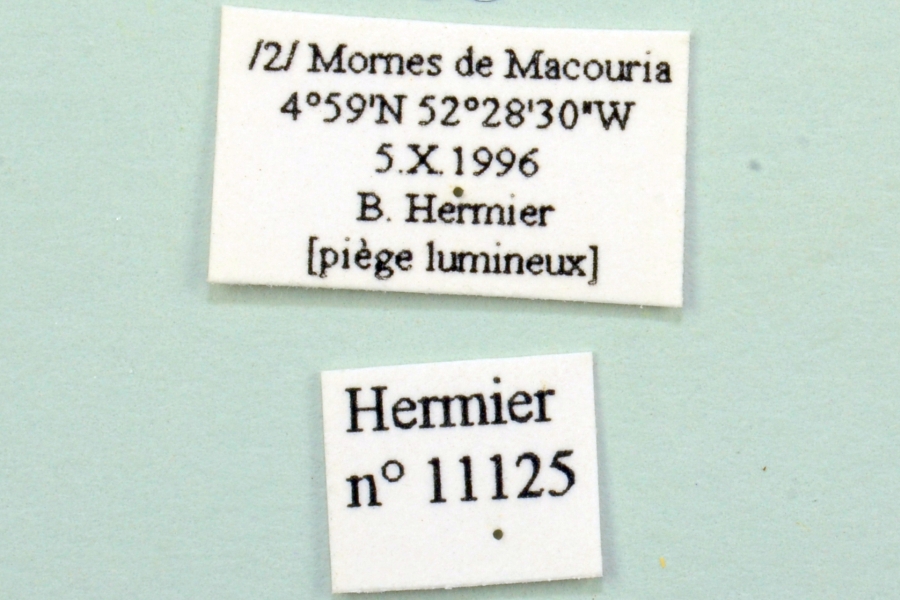 /2/ Mornes de Macouria
4°59'N 52°28'30"W
5.X.1996
B. Hermier
[piège lumineux]
Hermier
n° 11125